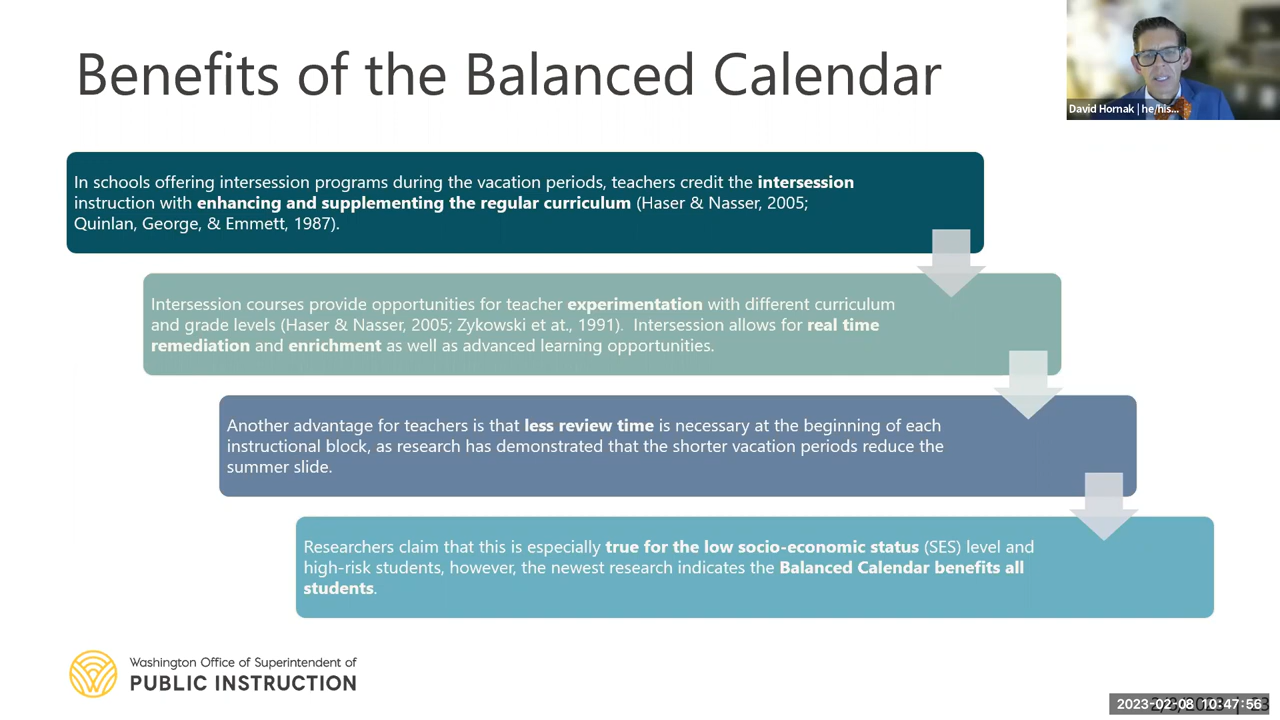 Benefits of the Balanced Calendar
David Hornak | he/his...
In schools offering intersession programs during the vacation periods, teachers credit the intersession
instruction with enhancing and supplementing the regular curriculum (Haser & Nasser, 2005;
Quinlan, George, & Emmett, 1987).
Intersession courses provide opportunities for teacher experimentation with different curriculum
and grade levels (Haser & Nasser, 2005; Zykowski et at., 1991). Intersession allows for real time
remediation and enrichment as well as advanced learning opportunities.
Another advantage for teachers is that less review time is necessary at the beginning of each
instructional block, as research has demonstrated that the shorter vacation periods reduce the
summer slide.
Researchers claim that this is especially true for the low socio-economic status (SES) level and
high-risk students, however, the newest research indicates the Balanced Calendar benefits all
students.
Washington Office of Superintendent of
PUBLIC INSTRUCTION
2023-02-08 10:47:56